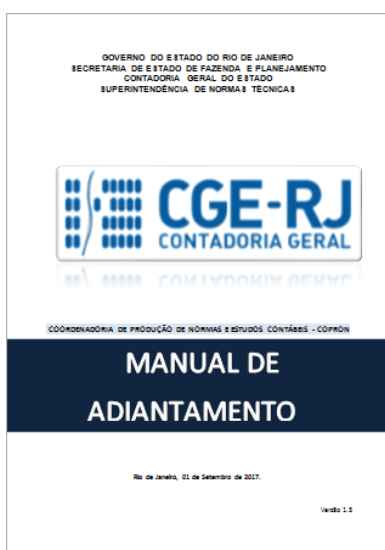 GOVERNO DO ESTADO DO RIO DE JANEIRO
SECRETARIA DE ESTADO DE FAZENDA E PLANEJAMENTO
CONTADORIA GERAL DO ESTADO
SUPERINTENDÊNCIA DE NORMAS TÉCNICAS
CGE-RJ
CONTADORIA GERAL
COORDENADORIA DE PRODUÇÃO DE NORMAS E ESTUDOS CONTÁBEIS - COPRON
MANUAL DE
ADIANTAMENTO
Rio de Janeiro, 01 de Setembro de 2017.
Versão 1.5